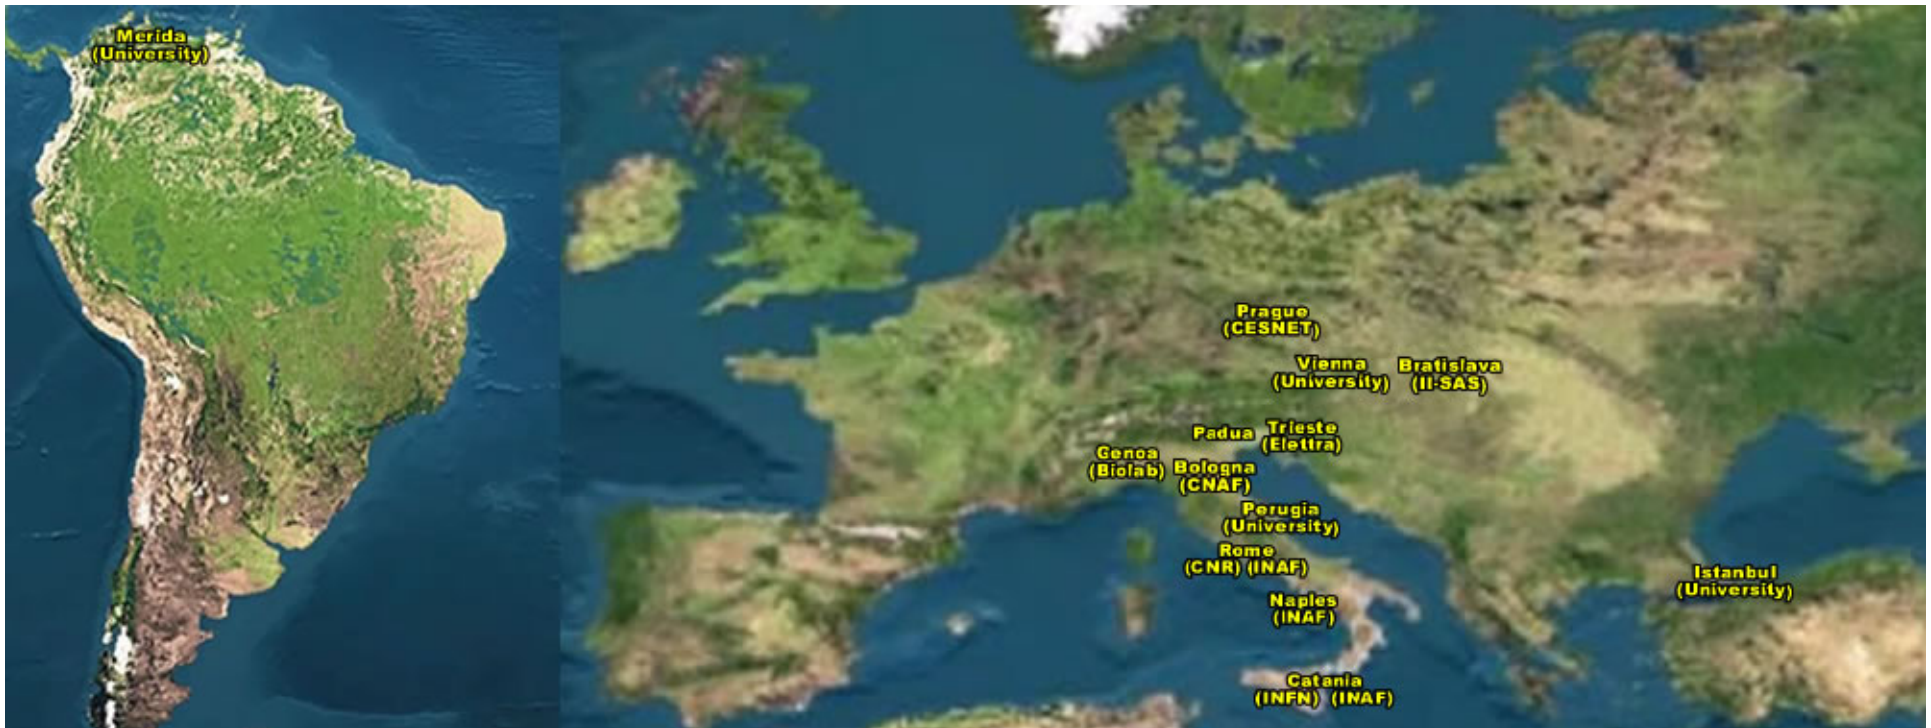 Merida
(University)
Prague
(CESNET)
Vienna
(University)
Bratislava
(II-SAS)
Padua
Trieste
(Elettra)
Genoa
(Biolab)
Bologna
(CNAF)
Perugia
(University)
Rome
(CNR) (INAF)
Istanbul
(University)
Naples
(INAF)
Catania
(INFN) (INAF)